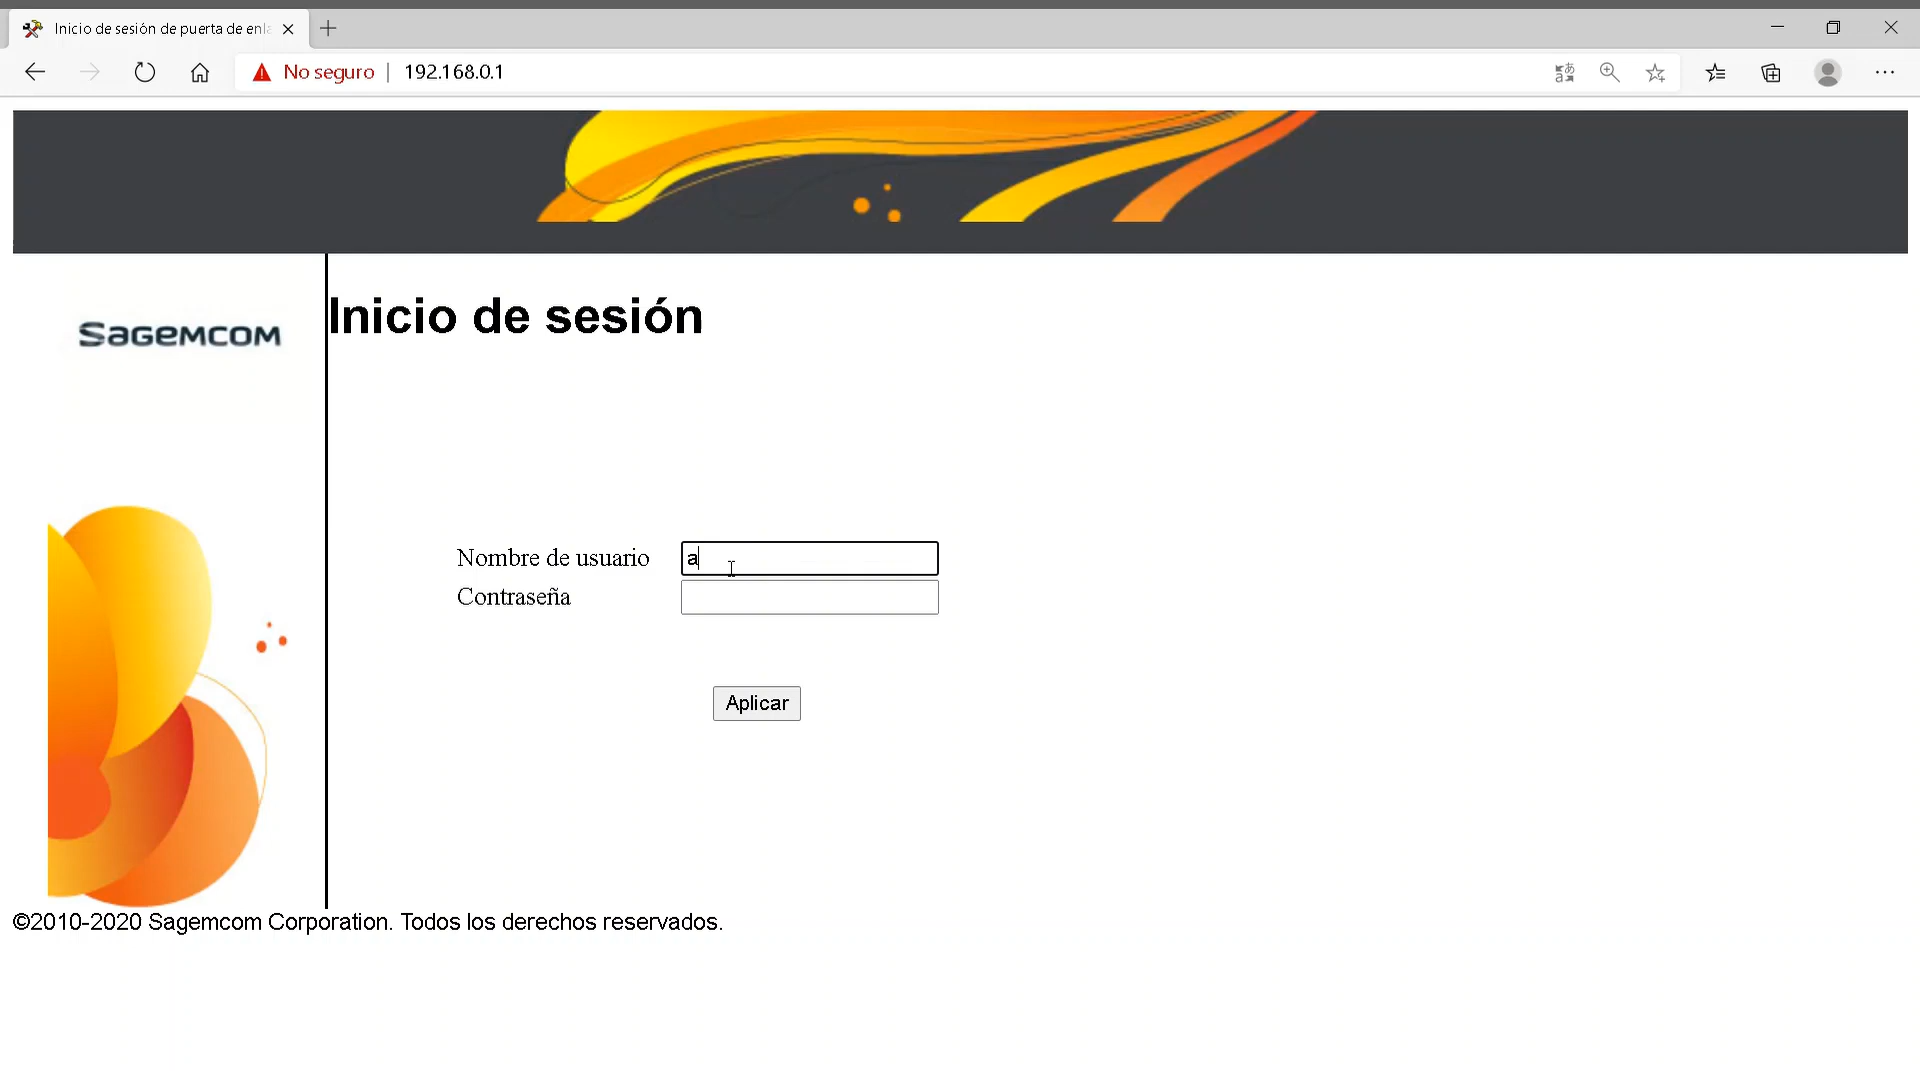 Inicio de sesión de puerta de enla
No seguro | 192.168.0.1
SAGEMCOM
Inicio de sesión
Nombre de usuario a
Contraseña
Aplicar
©2010-2020 Sagemcom Corporation. Todos los derechos reservados.